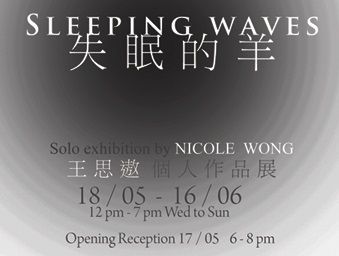 SLEEPING WAVES
失眠的羊
Solo exhibition by NICOLE WONG
王思遨 個人作品展
18 / 05 - 16 / 06
12 pm - 7 pm Wed to Sun
Opening Reception 17 / 05 6 - 8 pm